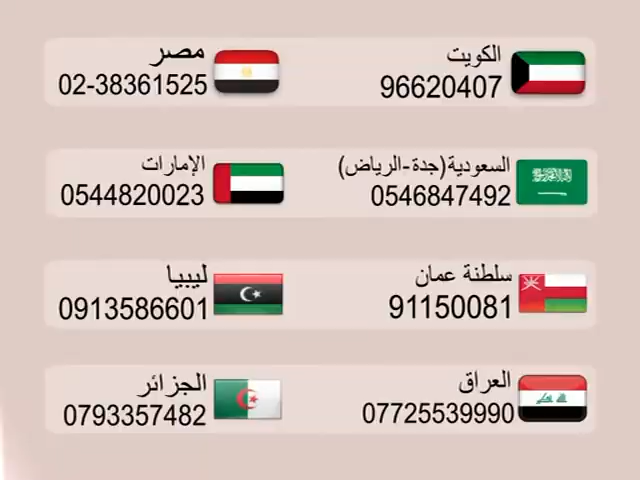 الكويت
96620407
مصر
02-38361525
السعودية(جدة-الرياض)
0546847492
الإمارات
0544820023
سلطنة عمان
91150081
ليبيا
0913586601
العراق
07725539990
الجزائر
0793357482